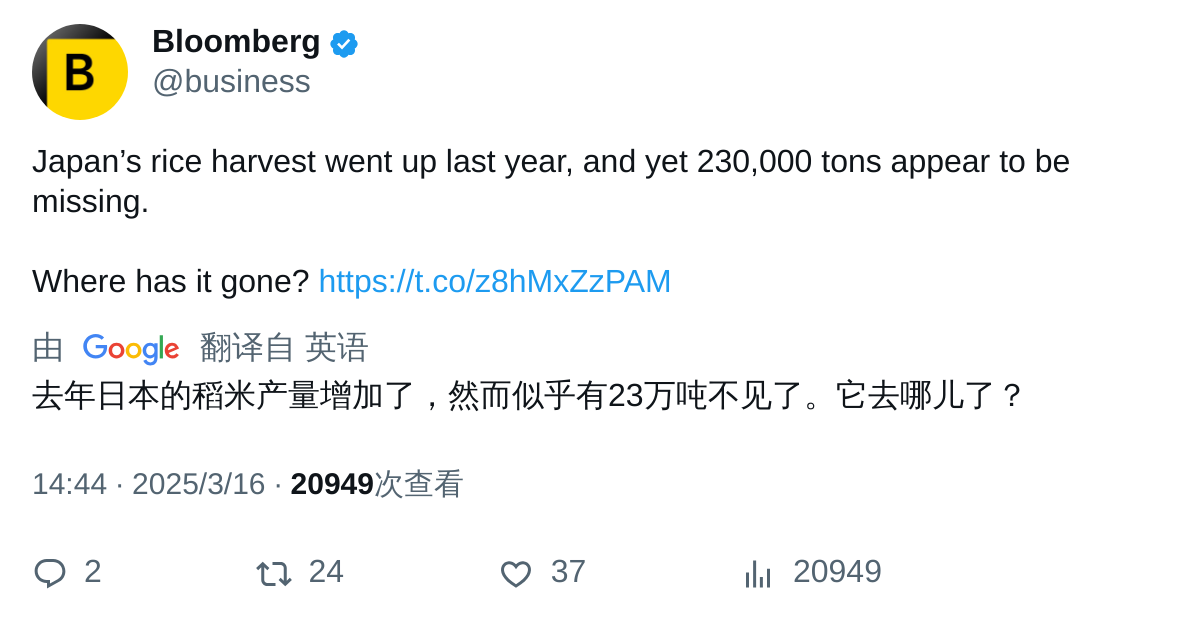 B
Bloomberg
@business
Japan’s rice harvest went up last year, and yet 230,000 tons appear to be
missing.
Where has it gone? https://t.co/z8hMxZzPAM
由 Google 翻译自 英语
去年日本的稻米产量增加了，然而似乎有23万吨不见了。它去哪儿了？
14:44 · 2025/3/16 · 20949次查看
2 24 37 20949